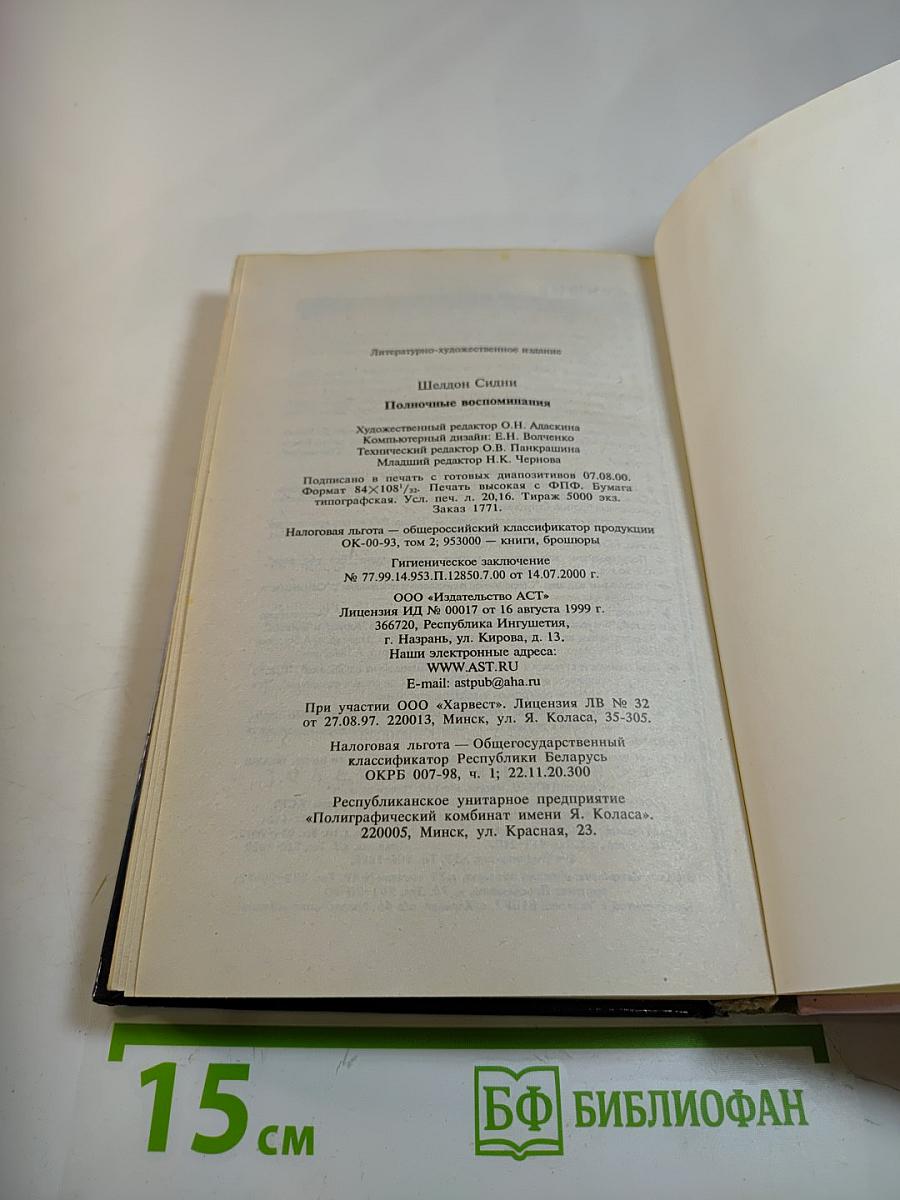 Литературно-художественное издание
Шелдон Сидни
Полночные воспоминания
Художественный редактор О.Н. Адаскина
Компьютерный дизайн: Е.Н. Волченко
Технический редактор О.В. Панкрашина
Младший редактор Н.К. Чернова
Подписано в печать с готовых диапозитивов 07.08.00.
Формат 84×108¹/₃₂. Печать высокая с ФПФ. Бумага
типографская. Усл. печ. л. 20,16. Тираж 5000 экз.
Заказ 1771.
Налоговая льгота — общероссийский классификатор продукции
ОК-00-93, том 2; 953000 — книги, брошюры
Гигиеническое заключение
№ 77.99.14.953.П.12850.7.00 от 14.07.2000 г.
ООО «Издательство АСТ»
Лицензия ИД № 00017 от 16 августа 1999 г.
366720, Республика Ингушетия,
г. Назрань, ул. Кирова, д. 13.
Наши электронные адреса:
WWW.AST.RU
E-mail: astpub@aha.ru
При участии ООО «Харвест». Лицензия ЛВ № 32
от 27.08.97. 220013, Минск, ул. Я. Коласа, 35-305.
Налоговая льгота — Общегосударственный
классификатор Республики Беларусь
ОКРБ 007-98, ч. 1; 22.11.20.300
Республиканское унитарное предприятие
«Полиграфический комбинат имени Я. Коласа».
220005, Минск, ул. Красная, 23.
15 см
БФ БИБЛИОФАН